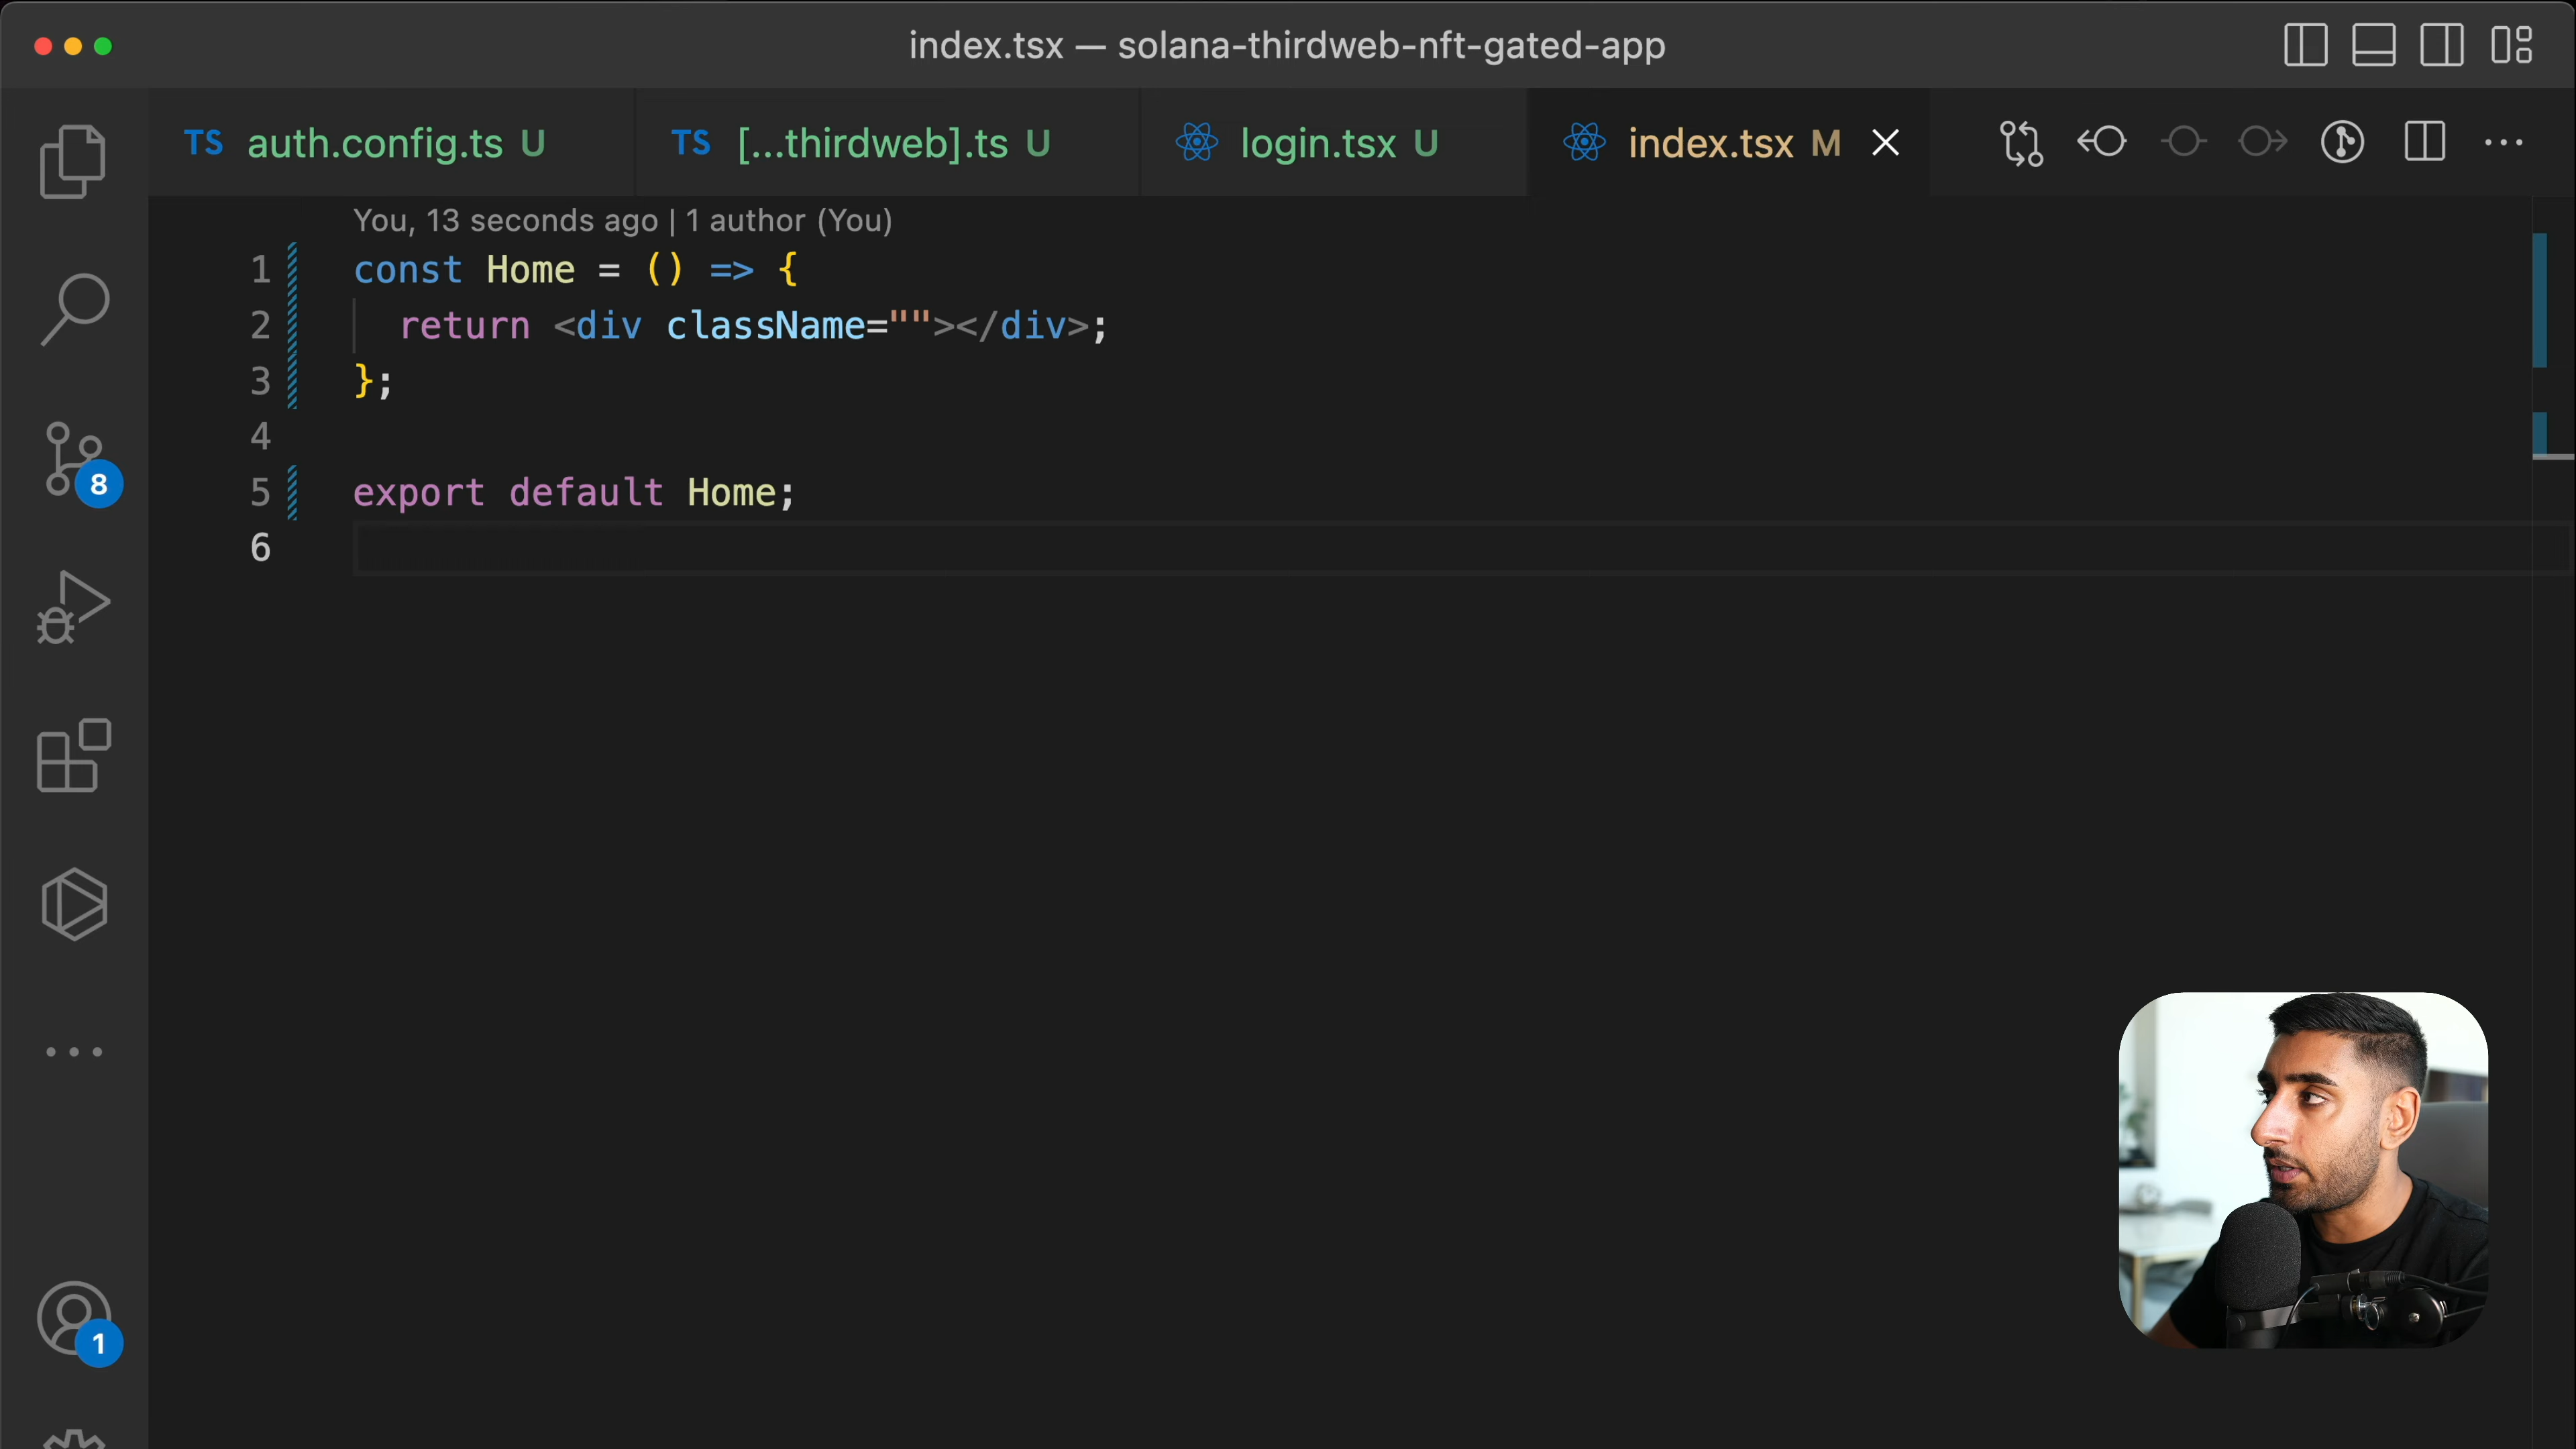 index.tsx — solana-thirdweb-nft-gated-app
TS auth.config.ts U
TS [...thirdweb].ts U
login.tsx U
index.tsx M
You, 13 seconds ago | 1 author (You)
1 const Home = () => {
2 return <div className=""></div>;
3 };
4
5 export default Home;
6
8
1